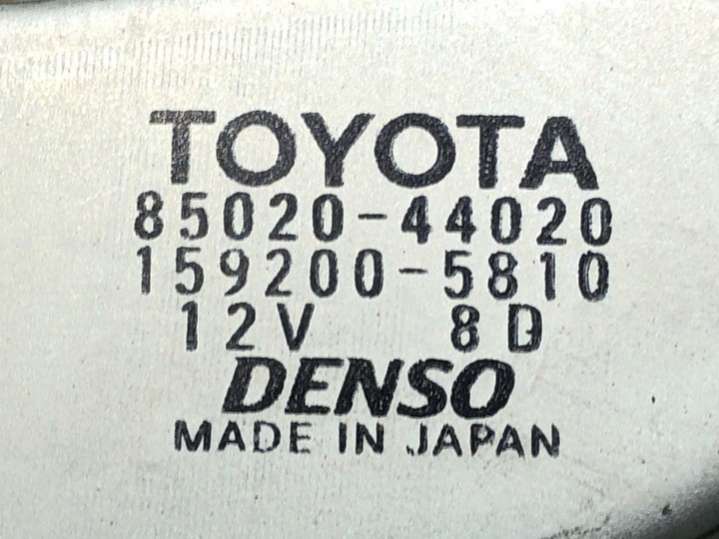 TOYOTA
85020-44020
159200-5810
12V 8D
DENSO
MADE IN JAPAN